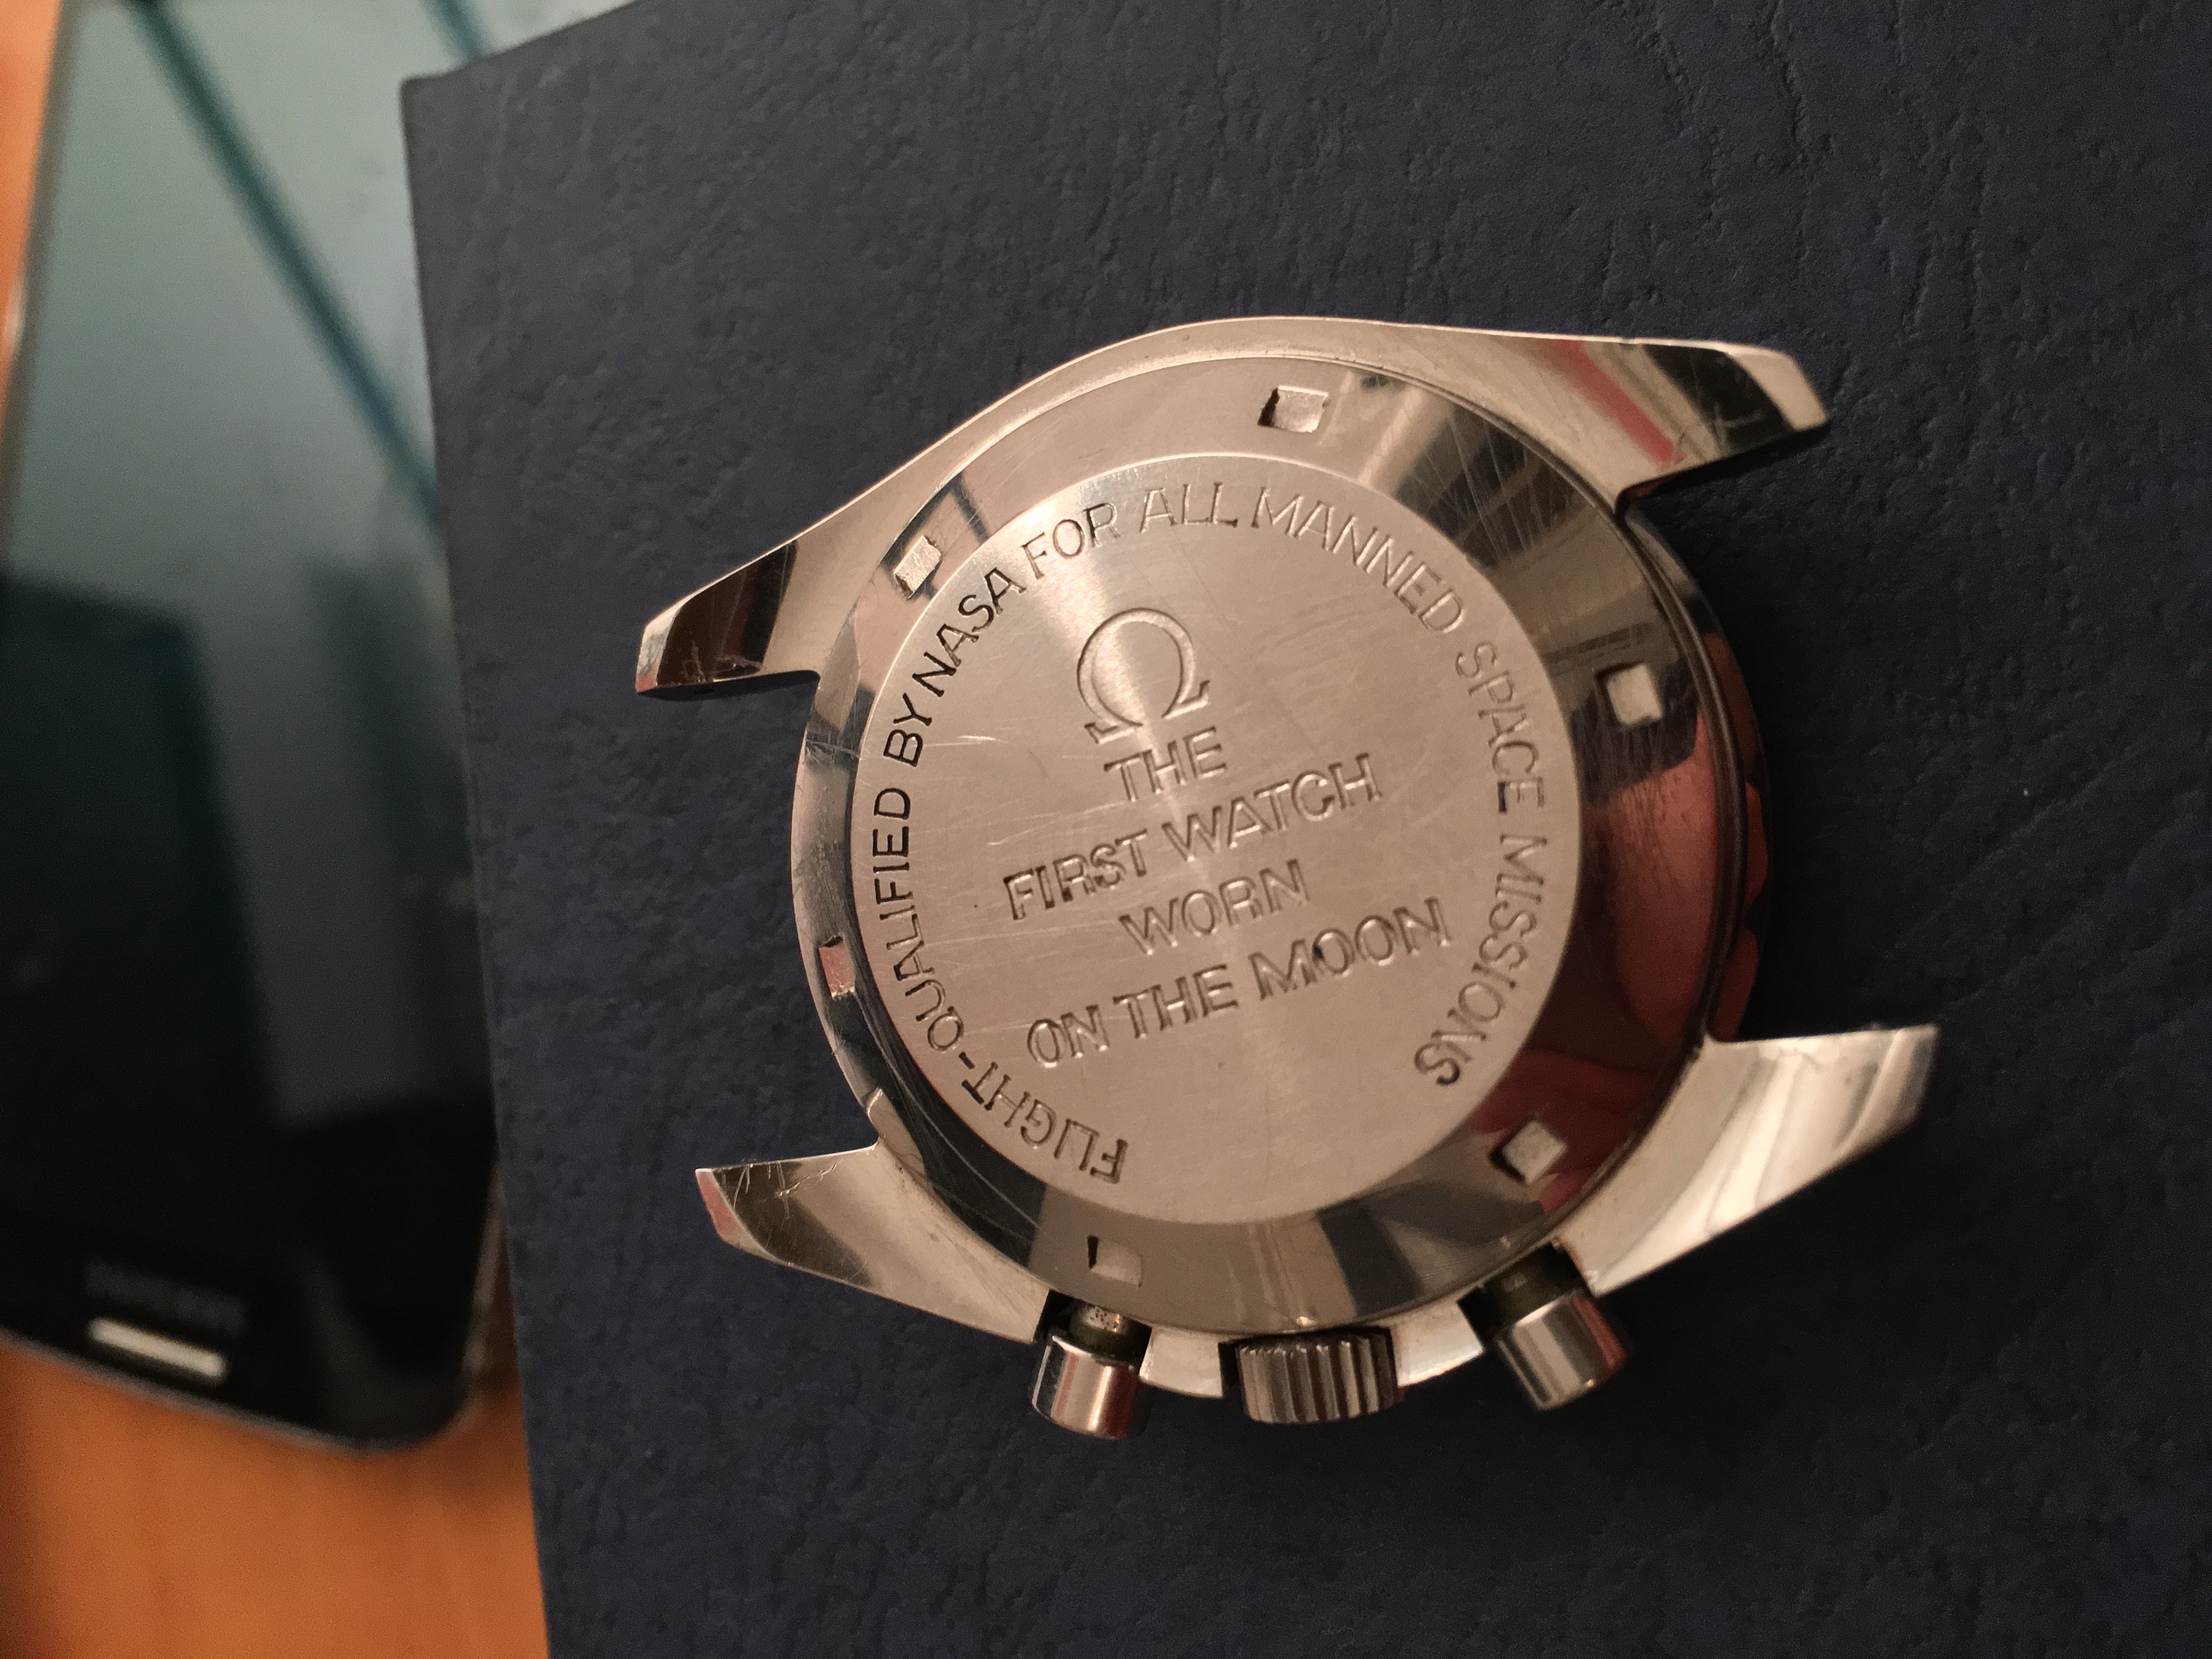 FLIGHT-QUALIFIED BY NASA FOR ALL MANNED SPACE MISSIONS
Ω
THE
FIRST WATCH
WORN
ON THE MOON